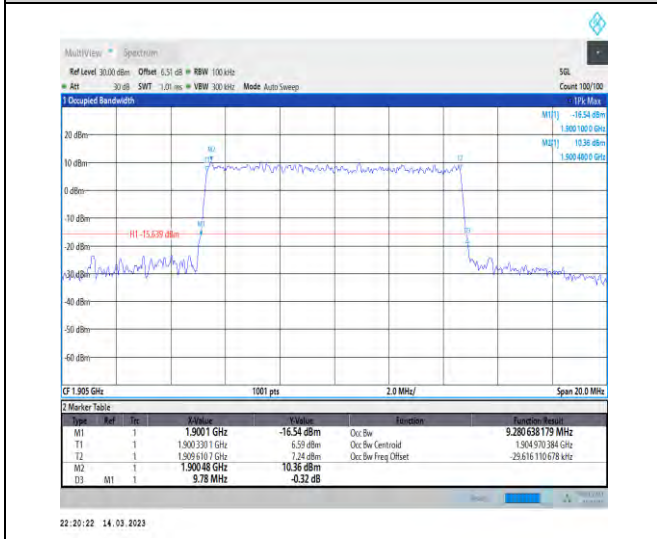 MultiView Spectrum
Ref Level 30.00 dBm Offset 6.51 dB RBW 100 kHz SGL
Att 30 dB SWT 1.01 ms VBW 300 kHz Mode Auto Sweep Count 100/100
1 Occupied Bandwidth 1Pk Max
M1[1] -16.54 dBm
1.900 100 0 GHz
M2[1] 10.36 dBm
1.900 480 0 GHz
20 dBm
M2
T1 T2
10 dBm
0 dBm
-10 dBm
M1
H1 -15.639 dBm
-20 dBm
-30 dBm
-40 dBm
-50 dBm
-60 dBm
CF 1.905 GHz 1001 pts 2.0 MHz/ Span 20.0 MHz
2 Marker Table
Type Ref Trc X-Value Y-Value Function Function Result
M1 1 1.9001 GHz -16.54 dBm Occ Bw 9.280 638 179 MHz
T1 1 1.900 330 1 GHz 6.59 dBm Occ Bw Centroid 1.904 970 384 GHz
T2 1 1.909 610 7 GHz 7.24 dBm Occ Bw Freq Offset -29.616 110 678 kHz
M2 1 1.90048 GHz 10.36 dBm
D3 M1 1 9.78 MHz -0.32 dB
22:20:22 14.03.2023